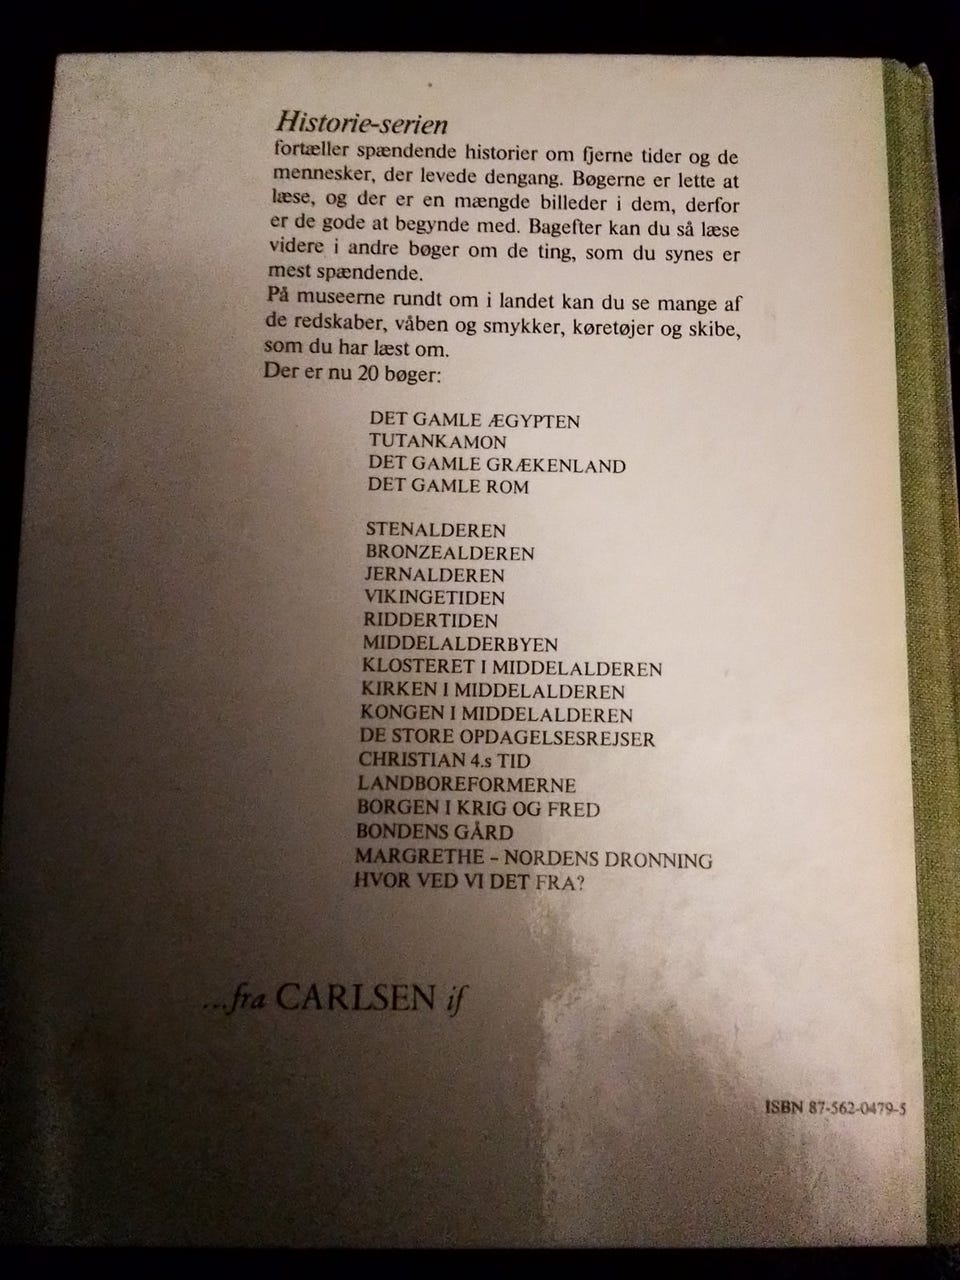 Historie-serien
fortæller spændende historier om fjerne tider og de
mennesker, der levede dengang. Bøgerne er lette at
læse, og der er en mængde billeder i dem, derfor
er de gode at begynde med. Bagefter kan du så læse
videre i andre bøger om de ting, som du synes er
mest spændende.
På museerne rundt om i landet kan du se mange af
de redskaber, våben og smykker, køretøjer og skibe,
som du har læst om.
Der er nu 20 bøger:
DET GAMLE ÆGYPTEN
TUTANKAMON
DET GAMLE GRÆKENLAND
DET GAMLE ROM
STENALDEREN
BRONZEALDEREN
JERNALDEREN
VIKINGETIDEN
RIDDERTIDEN
MIDDELALDERBYEN
KLOSTERET I MIDDELALDEREN
KIRKEN I MIDDELALDEREN
KONGEN I MIDDELALDEREN
DE STORE OPDAGELSESREJSER
CHRISTIAN 4.s TID
LANDBOREFORMERNE
BORGEN I KRIG OG FRED
BONDENS GÅRD
MARGRETHE – NORDENS DRONNING
HVOR VED VI DET FRA?
...fra CARLSEN if
ISBN 87-562-0479-5